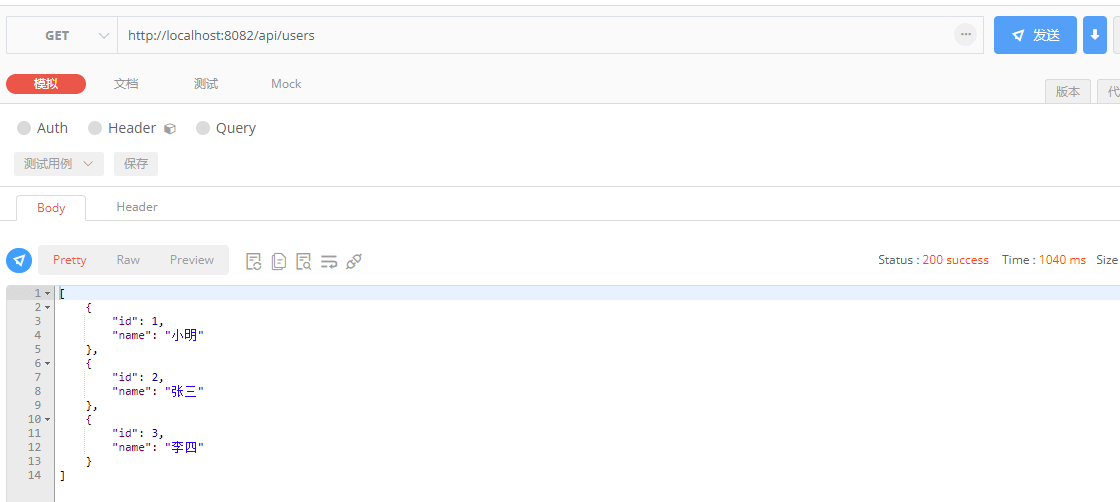 GET http://localhost:8082/api/users ··· 发送
模拟 文档 测试 Mock
版本 代
Auth Header Query
测试用例 保存
Body Header
Pretty Raw Preview Status : 200 success Time : 1040 ms Size
1 [
2 {
3 "id": 1,
4 "name": "小明"
5 },
6 {
7 "id": 2,
8 "name": "张三"
9 },
10 {
11 "id": 3,
12 "name": "李四"
13 }
14 ]